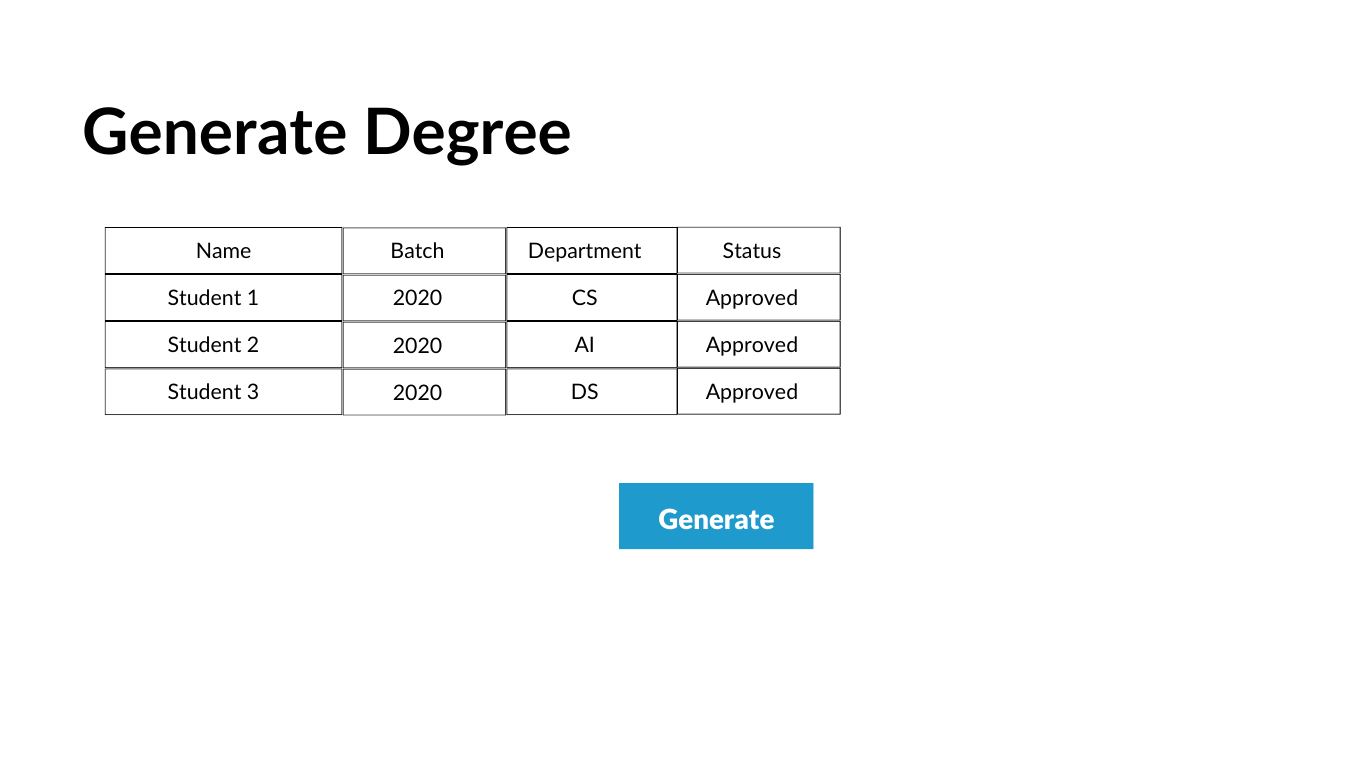 Generate Degree
Name Batch Department Status
Student 1 2020 CS Approved
Student 2 2020 AI Approved
Student 3 2020 DS Approved
Generate